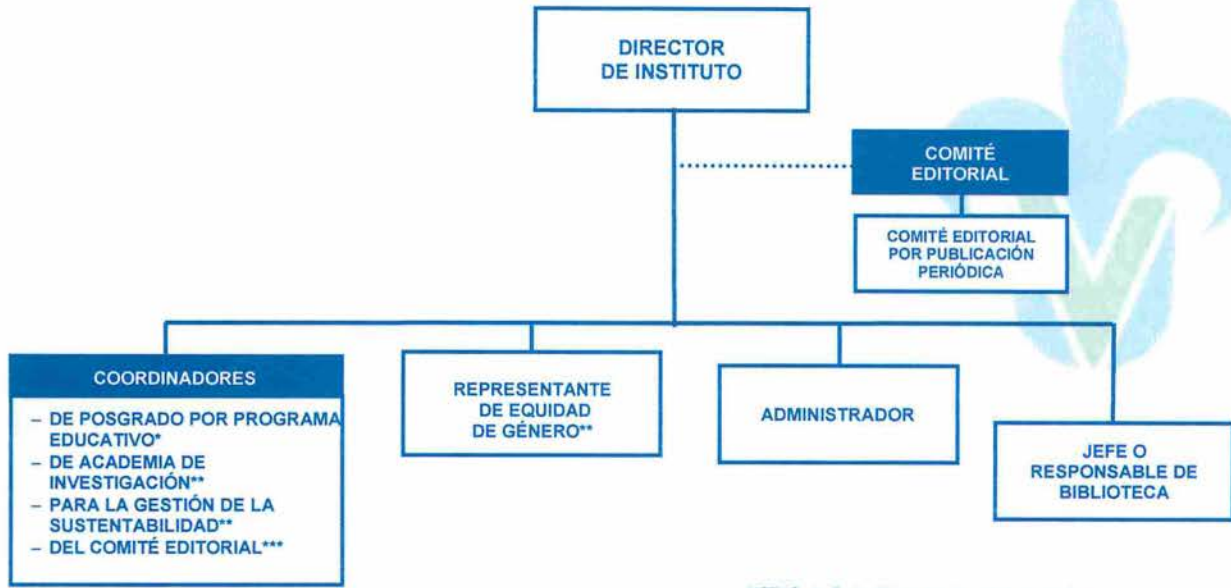 DIRECTOR
DE INSTITUTO
COMITÉ
EDITORIAL
COMITÉ EDITORIAL
POR PUBLICACIÓN
PERIÓDICA
COORDINADORES
– DE POSGRADO POR PROGRAMA
EDUCATIVO*
– DE ACADEMIA DE
INVESTIGACIÓN**
– PARA LA GESTIÓN DE LA
SUSTENTABILIDAD**
– DEL COMITÉ EDITORIAL***
REPRESENTANTE
DE EQUIDAD
DE GÉNERO**
ADMINISTRADOR
JEFE O
RESPONSABLE DE
BIBLIOTECA